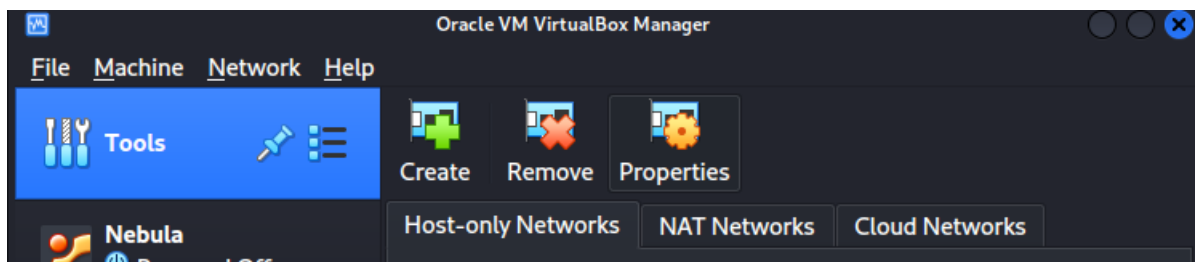 Oracle VM VirtualBox Manager
File Machine Network Help
Tools
Create Remove Properties
Host-only Networks NAT Networks Cloud Networks
Nebula